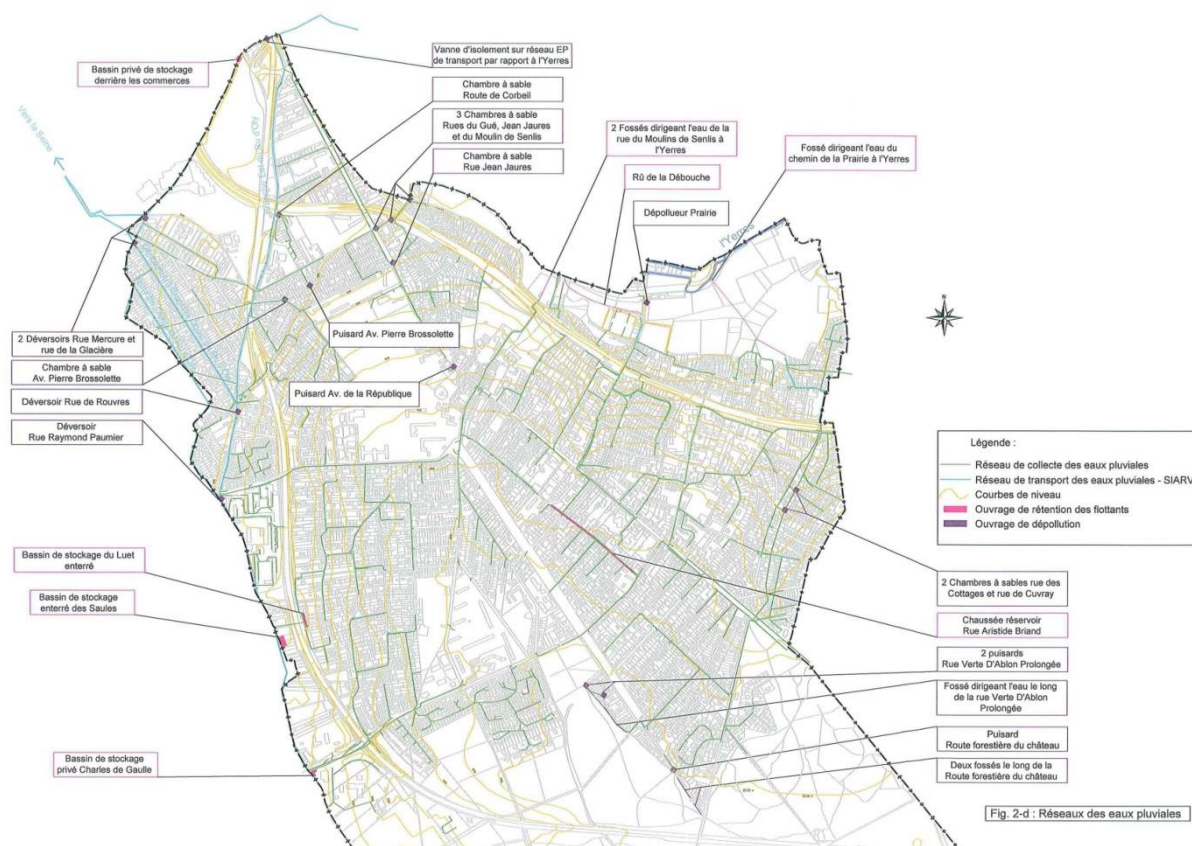 Vanne d'isolement sur réseau EP
de transport par rapport à l'Yerres
Bassin privé de stockage
derrière les commerces
Chambre à sable
Route de Corbeil
3 Chambres à sable
Rues du Gué, Jean Jaures
et du Moulin de Senlis
Chambre à sable
Rue Jean Jaures
2 Fossés dirigeant l'eau de la
rue du Moulins de Senlis à
l'Yerres
Fossé dirigeant l'eau du
chemin de la Prairie à l'Yerres
Rû de la Débouche
Dépollueur Prairie
Vers la Seine
l'Yerres
N
2 Déversoirs Rue Mercure et
rue de la Glacière
Chambre à sable
Av. Pierre Brossolette
Déversoir Rue de Rouvres
Déversoir
Rue Raymond Paumier
Puisard Av. Pierre Brossolette
Puisard Av. de la République
Légende :
Réseau de collecte des eaux pluviales
Réseau de transport des eaux pluviales - SIARV
Courbes de niveau
Ouvrage de rétention des flottants
Ouvrage de dépollution
Bassin de stockage du Luet
enterré
Bassin de stockage
enterré des Saules
Bassin de stockage
privé Charles de Gaulle
2 Chambres à sables rue des
Cottages et rue de Cuvray
Chaussée réservoir
Rue Aristide Briand
2 puisards
Rue Verte D'Ablon Prolongée
Fossé dirigeant l'eau le long
de la rue Verte D'Ablon
Prolongée
Puisard
Route forestière du château
Deux fossés le long de la
Route forestière du château
Fig. 2-d : Réseaux des eaux pluviales